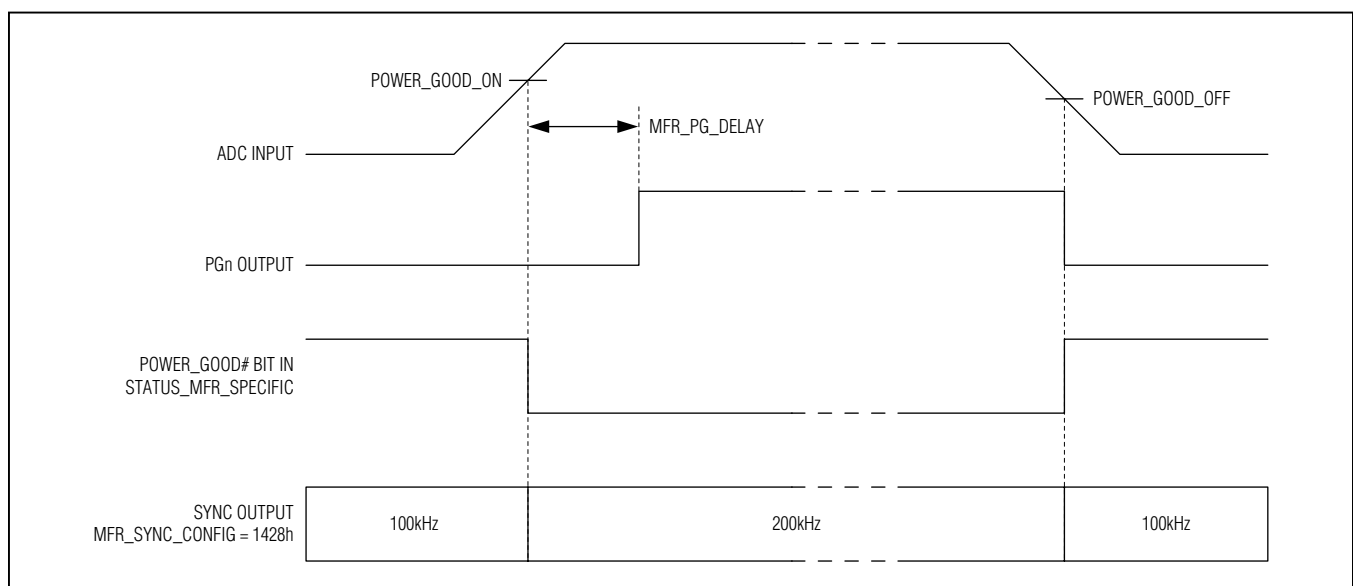 POWER_GOOD_ON
POWER_GOOD_OFF
MFR_PG_DELAY
ADC INPUT
PGn OUTPUT
POWER_GOOD# BIT IN
STATUS_MFR_SPECIFIC
SYNC OUTPUT
MFR_SYNC_CONFIG = 1428h
100kHz
200kHz
100kHz